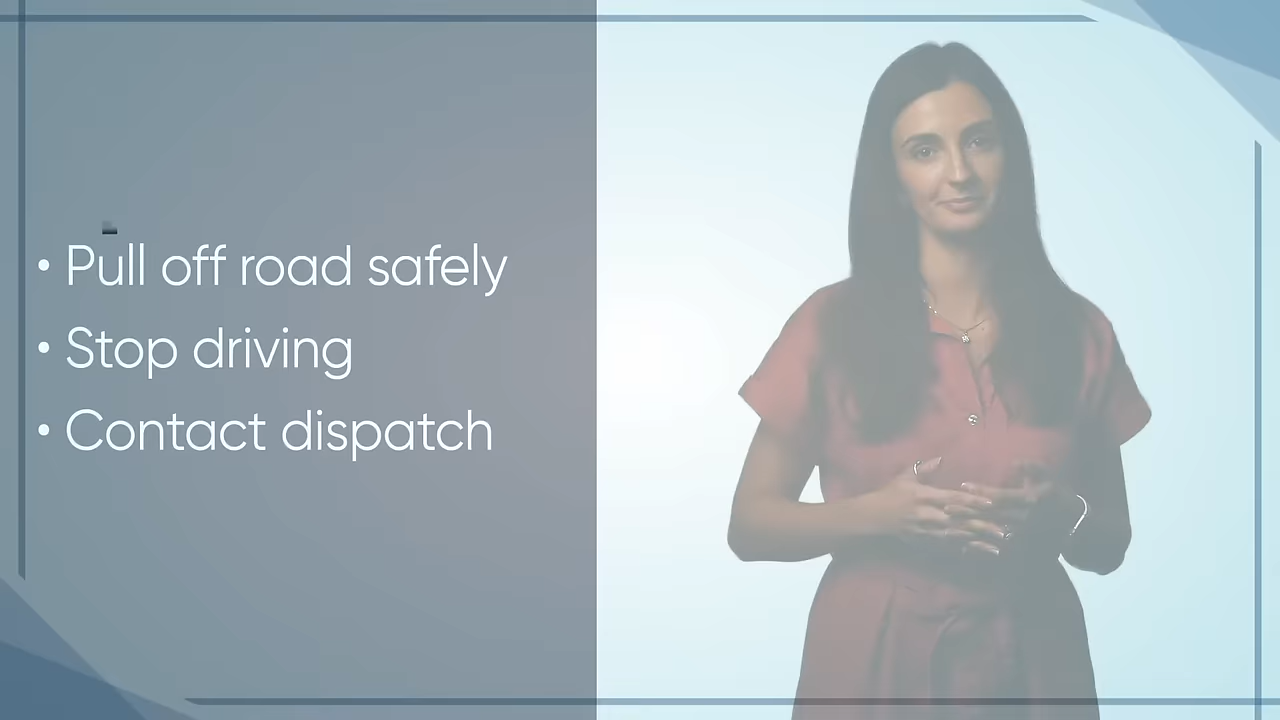 • Pull off road safely
• Stop driving
• Contact dispatch